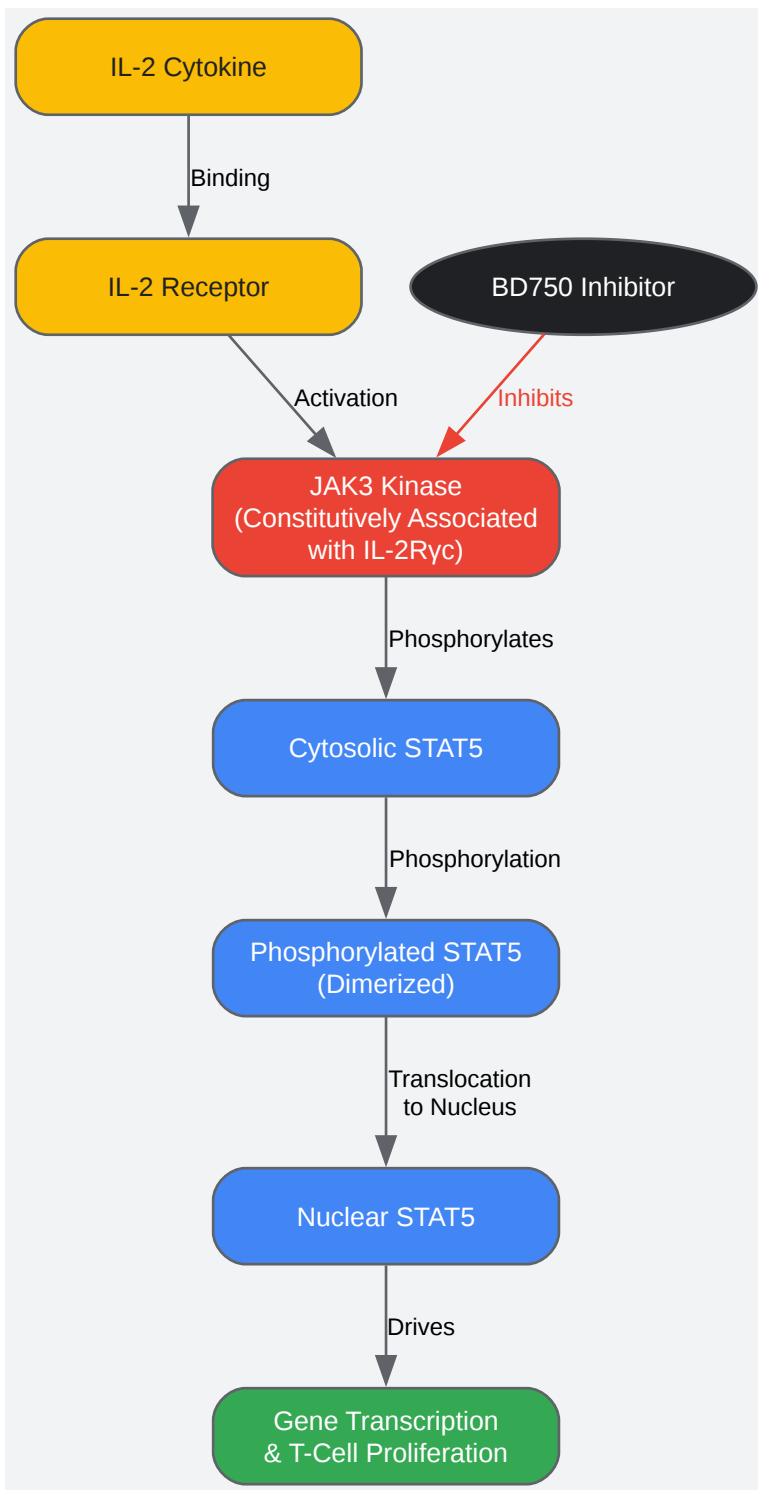 IL-2 Cytokine
Binding
IL-2 Receptor
BD750 Inhibitor
Activation
Inhibits
JAK3 Kinase
(Constitutively Associated
with IL-2Rγc)
Phosphorylates
Cytosolic STAT5
Phosphorylation
Phosphorylated STAT5
(Dimerized)
Translocation
to Nucleus
Nuclear STAT5
Drives
Gene Transcription
& T-Cell Proliferation